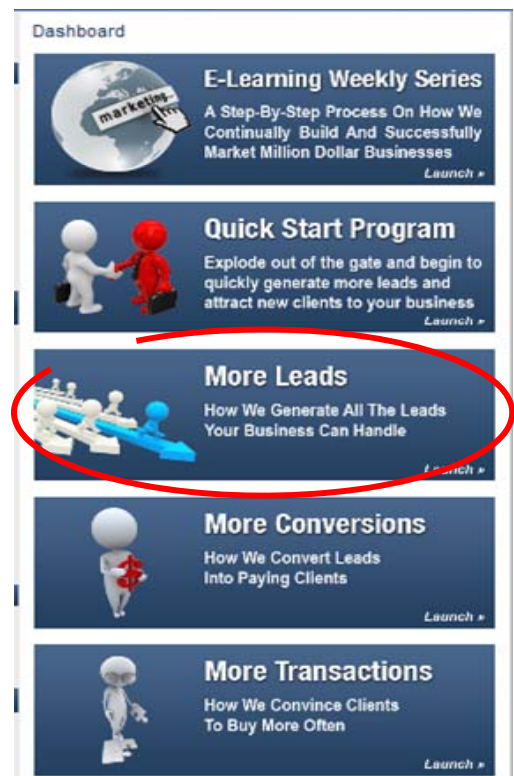 Dashboard
marketing...
E-Learning Weekly Series
A Step-By-Step Process On How We
Continually Build And Successfully
Market Million Dollar Businesses
Launch »
Quick Start Program
Explode out of the gate and begin to
quickly generate more leads and
attract new clients to your business
Launch »
More Leads
How We Generate All The Leads
Your Business Can Handle
Launch »
More Conversions
How We Convert Leads
Into Paying Clients
Launch »
More Transactions
How We Convince Clients
To Buy More Often
Launch »